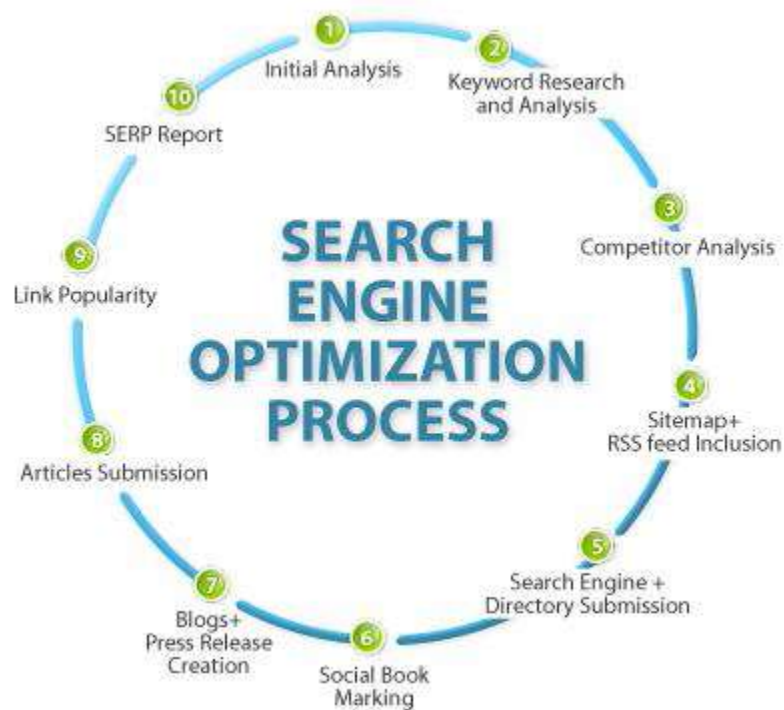 1
Initial Analysis
2
Keyword Research
and Analysis
3
Competitor Analysis
4
Sitemap+
RSS feed Inclusion
5
Search Engine +
Directory Submission
6
Social Book
Marking
7
Blogs+
Press Release
Creation
8
Articles Submission
9
Link Popularity
10
SERP Report
SEARCH
ENGINE
OPTIMIZATION
PROCESS